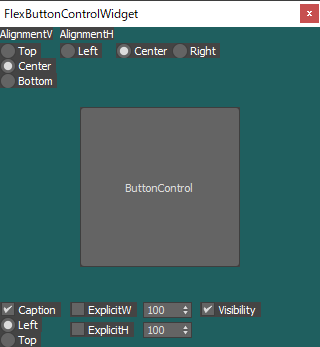 FlexButtonControlWidget
x
AlignmentV AlignmentH
Top Left Center Right
Center
Bottom
ButtonControl
Caption ExplicitW 100 Visibility
Left ExplicitH 100
Top